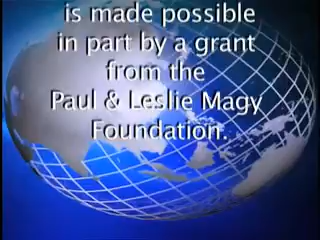 is made possible
in part by a grant
from the
Paul & Leslie Magy
Foundation.